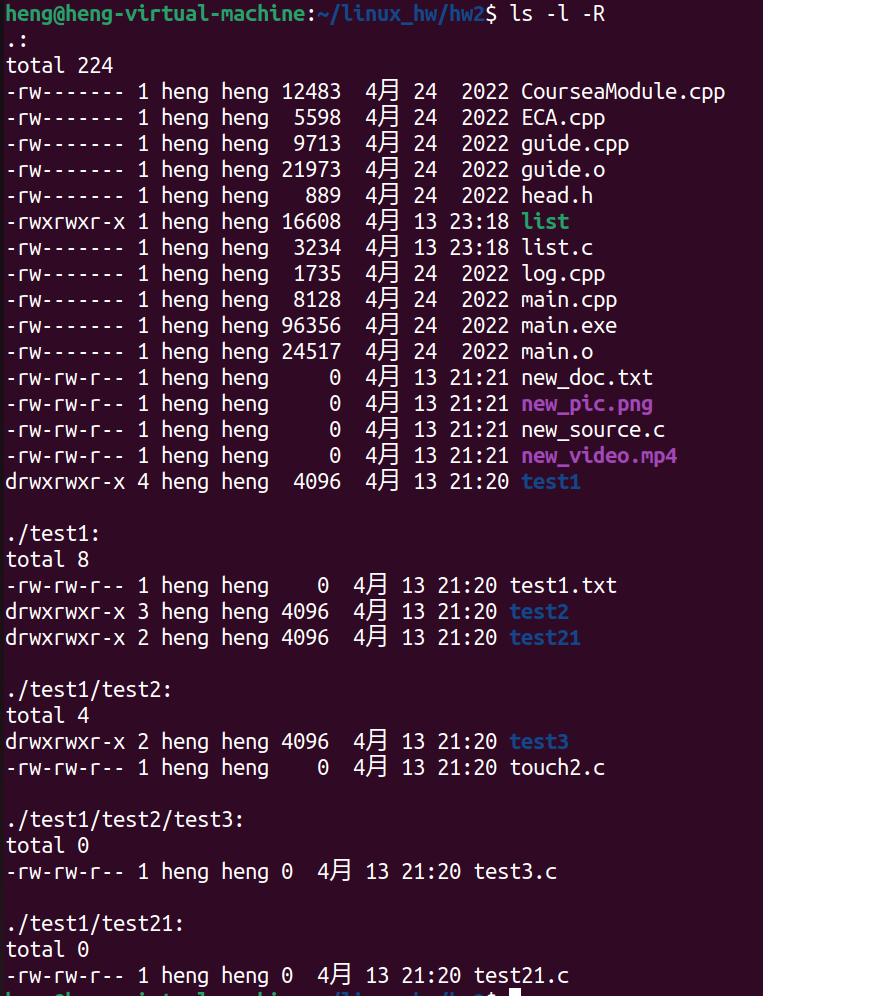 heng@heng-virtual-machine:~/linux_hw/hw2$ ls -l -R
.:
total 224
-rw------- 1 heng heng 12483  4月 24  2022 CourseaModule.cpp
-rw------- 1 heng heng  5598  4月 24  2022 ECA.cpp
-rw------- 1 heng heng  9713  4月 24  2022 guide.cpp
-rw------- 1 heng heng 21973  4月 24  2022 guide.o
-rw------- 1 heng heng   889  4月 24  2022 head.h
-rwxrwxr-x 1 heng heng 16608  4月 13 23:18 list
-rw------- 1 heng heng  3234  4月 13 23:18 list.c
-rw------- 1 heng heng  1735  4月 24  2022 log.cpp
-rw------- 1 heng heng  8128  4月 24  2022 main.cpp
-rw------- 1 heng heng 96356  4月 24  2022 main.exe
-rw------- 1 heng heng 24517  4月 24  2022 main.o
-rw-rw-r-- 1 heng heng     0  4月 13 21:21 new_doc.txt
-rw-rw-r-- 1 heng heng     0  4月 13 21:21 new_pic.png
-rw-rw-r-- 1 heng heng     0  4月 13 21:21 new_source.c
-rw-rw-r-- 1 heng heng     0  4月 13 21:21 new_video.mp4
drwxrwxr-x 4 heng heng  4096  4月 13 21:20 test1

./test1:
total 8
-rw-rw-r-- 1 heng heng    0  4月 13 21:20 test1.txt
drwxrwxr-x 3 heng heng 4096  4月 13 21:20 test2
drwxrwxr-x 2 heng heng 4096  4月 13 21:20 test21

./test1/test2:
total 4
drwxrwxr-x 2 heng heng 4096  4月 13 21:20 test3
-rw-rw-r-- 1 heng heng    0  4月 13 21:20 touch2.c

./test1/test2/test3:
total 0
-rw-rw-r-- 1 heng heng 0  4月 13 21:20 test3.c

./test1/test21:
total 0
-rw-rw-r-- 1 heng heng 0  4月 13 21:20 test21.c